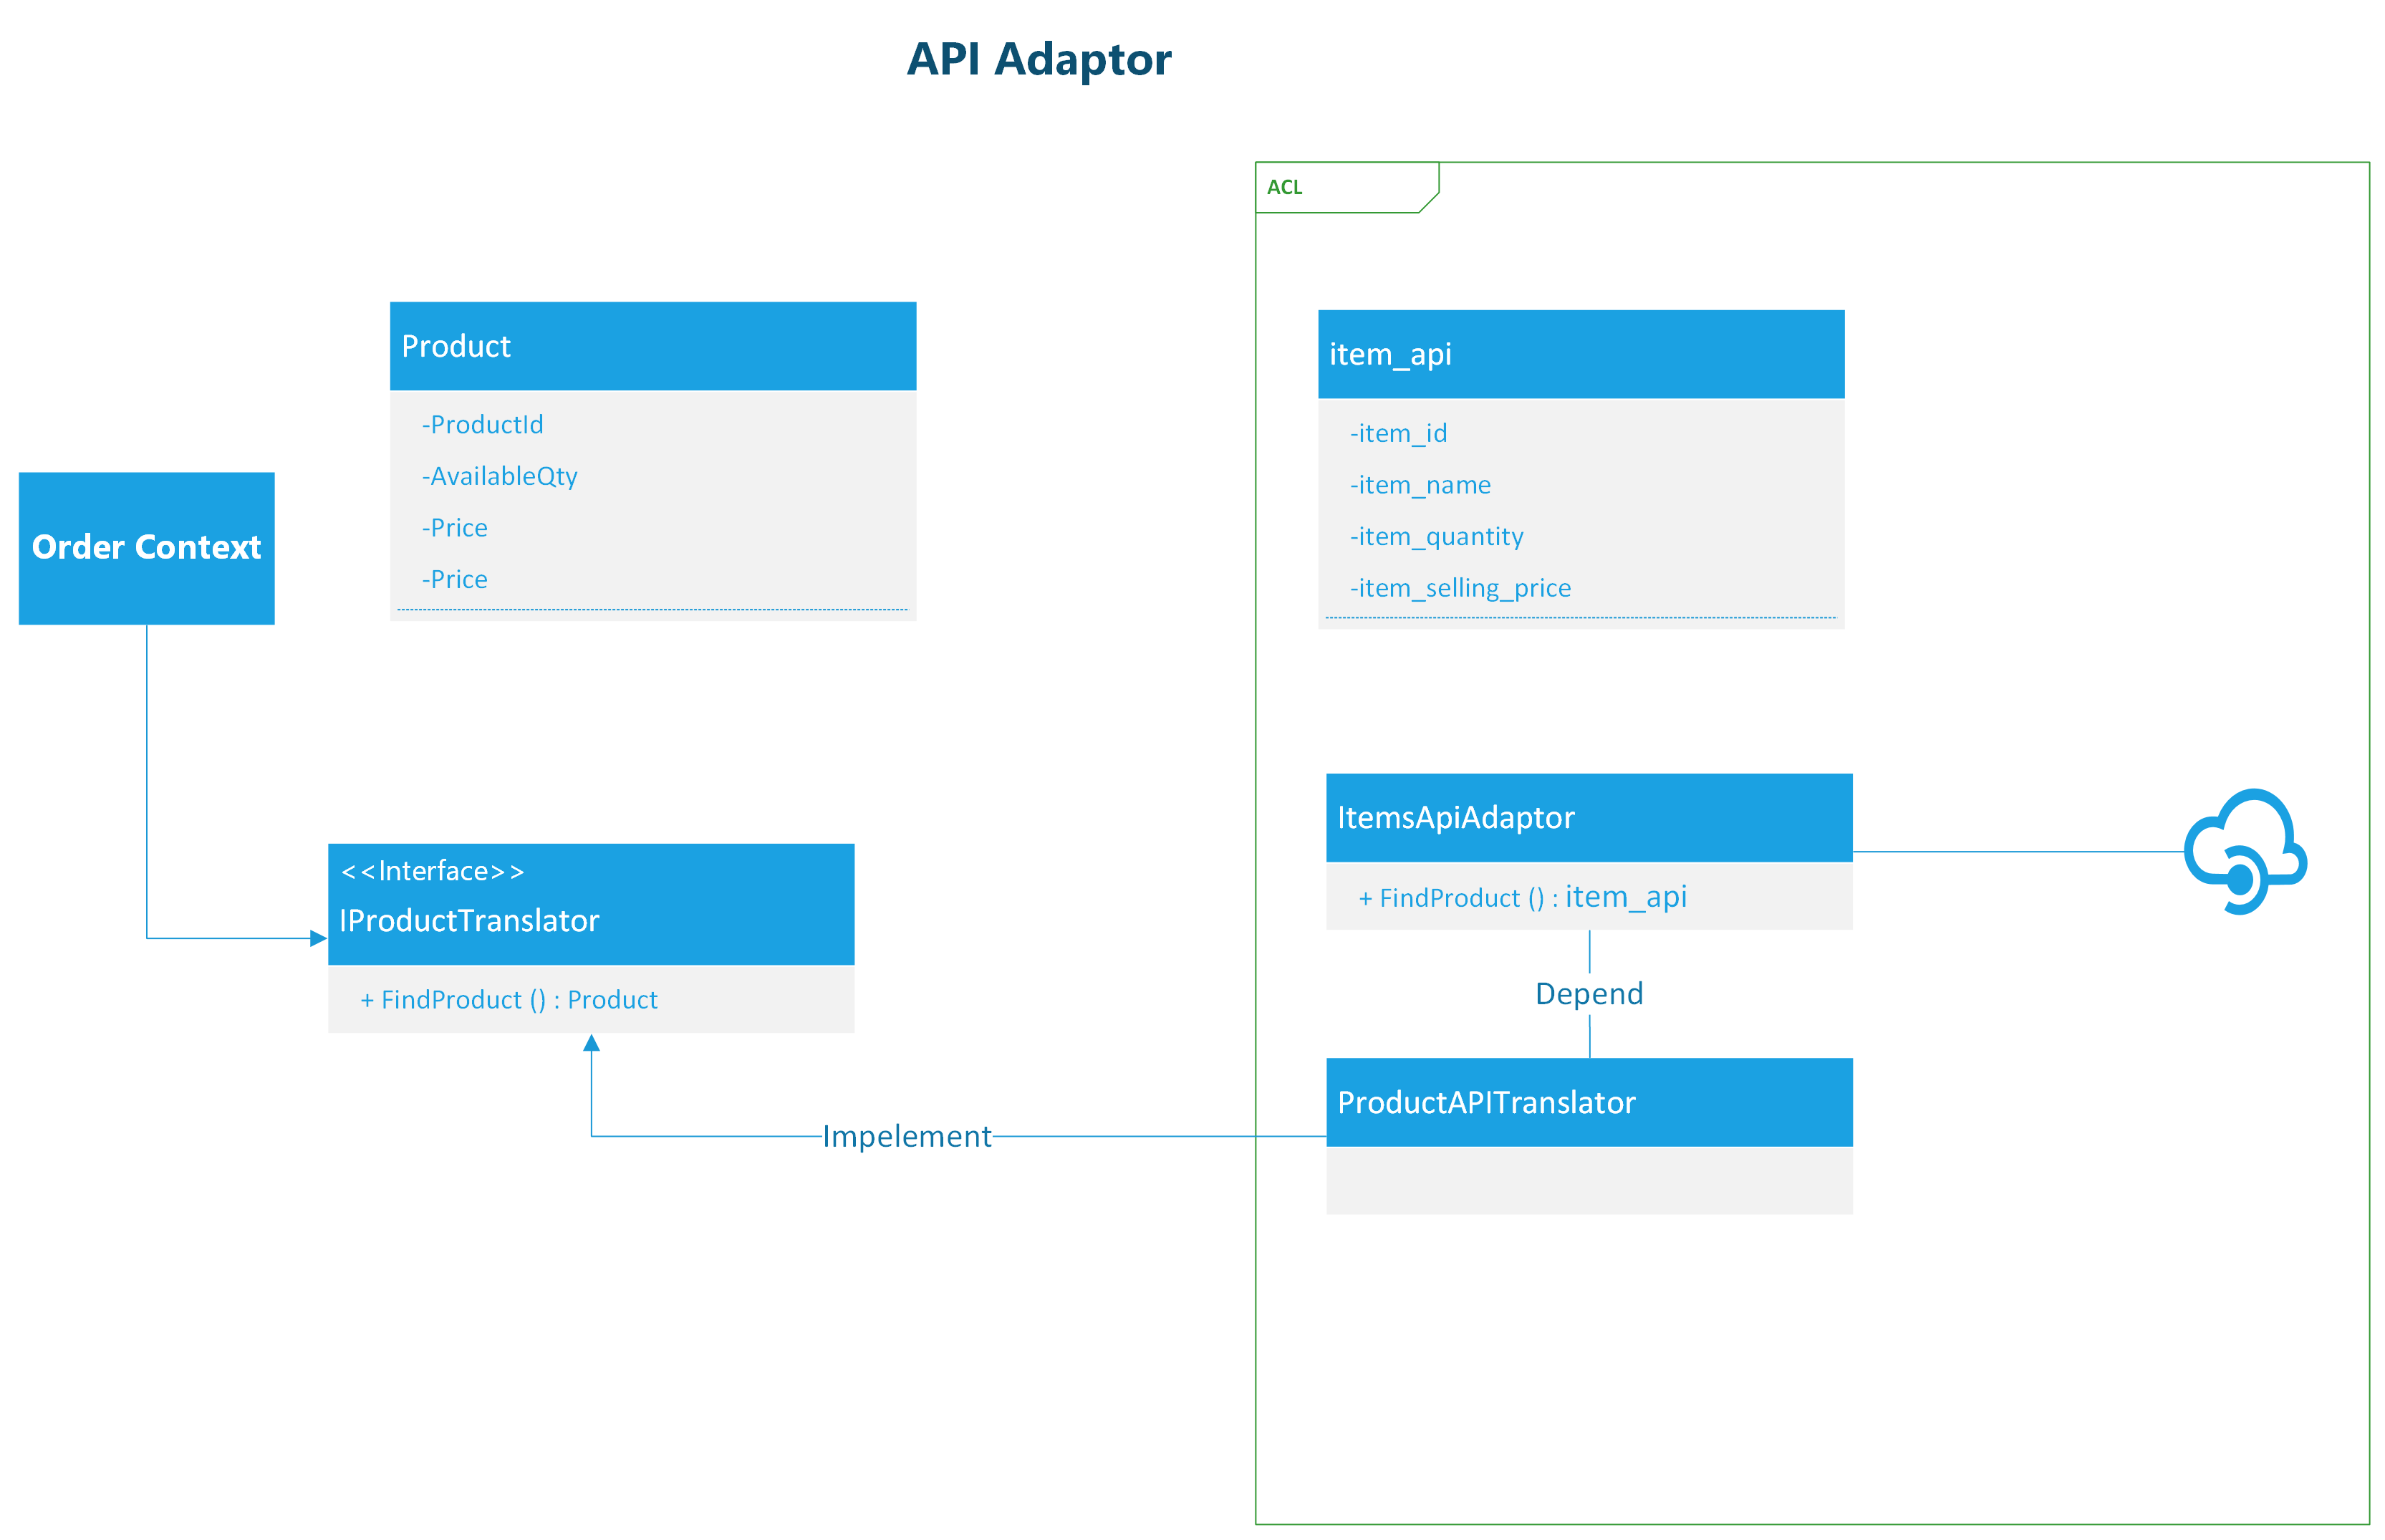 API Adaptor
ACL
Product
-ProductId
-AvailableQty
-Price
-Price
item_api
-item_id
-item_name
-item_quantity
-item_selling_price
Order Context
<<Interface>>
IProductTranslator
+ FindProduct () : Product
ItemsApiAdaptor
+ FindProduct () : item_api
Depend
ProductAPITranslator
Impelement